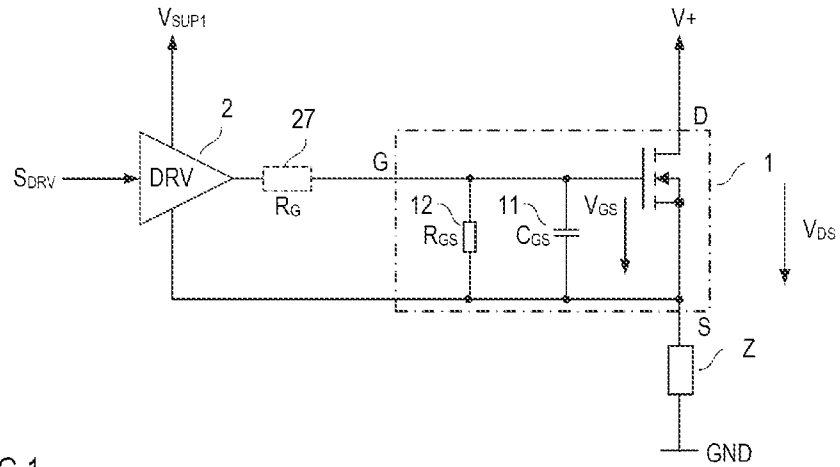 VSUP1
V+
2
27
D
G
SDRV
DRV
RG
12
RGS
11
CGS
VGS
1
VDS
S
Z
GND